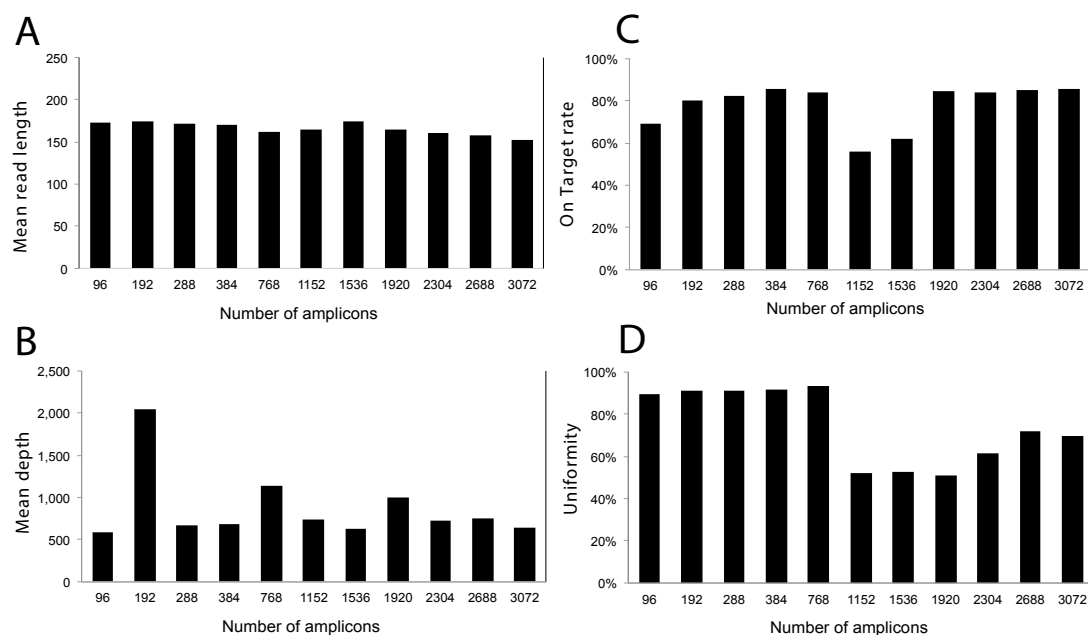 A
250
200
150
100
50
0
Mean read length
96 192 288 384 768 1152 1536 1920 2304 2688 3072
Number of amplicons
B
2,500
2,000
1,500
1,000
500
0
Mean depth
96 192 288 384 768 1152 1536 1920 2304 2688 3072
Number of amplicons
C
100%
80%
60%
40%
20%
0%
On Target rate
96 192 288 384 768 1152 1536 1920 2304 2688 3072
Number of amplicons
D
100%
80%
60%
40%
20%
0%
Uniformity
96 192 288 384 768 1152 1536 1920 2304 2688 3072
Number of amplicons